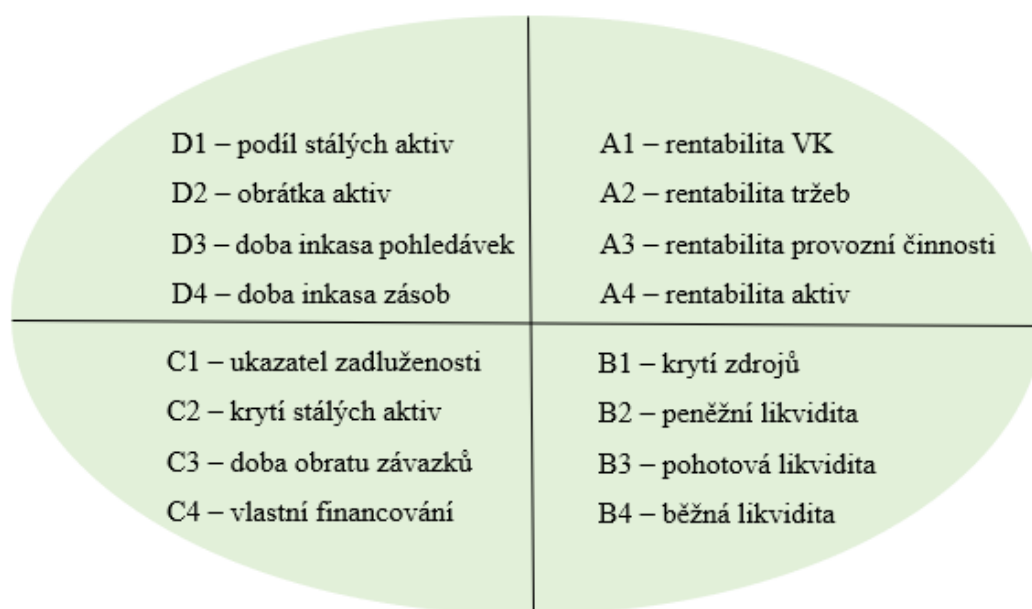 D1 – podíl stálých aktiv
D2 – obrátka aktiv
D3 – doba inkasa pohledávek
D4 – doba inkasa zásob
A1 – rentabilita VK
A2 – rentabilita tržeb
A3 – rentabilita provozní činnosti
A4 – rentabilita aktiv
C1 – ukazatel zadluženosti
C2 – krytí stálých aktiv
C3 – doba obratu závazků
C4 – vlastní financování
B1 – krytí zdrojů
B2 – peněžní likvidita
B3 – pohotová likvidita
B4 – běžná likvidita